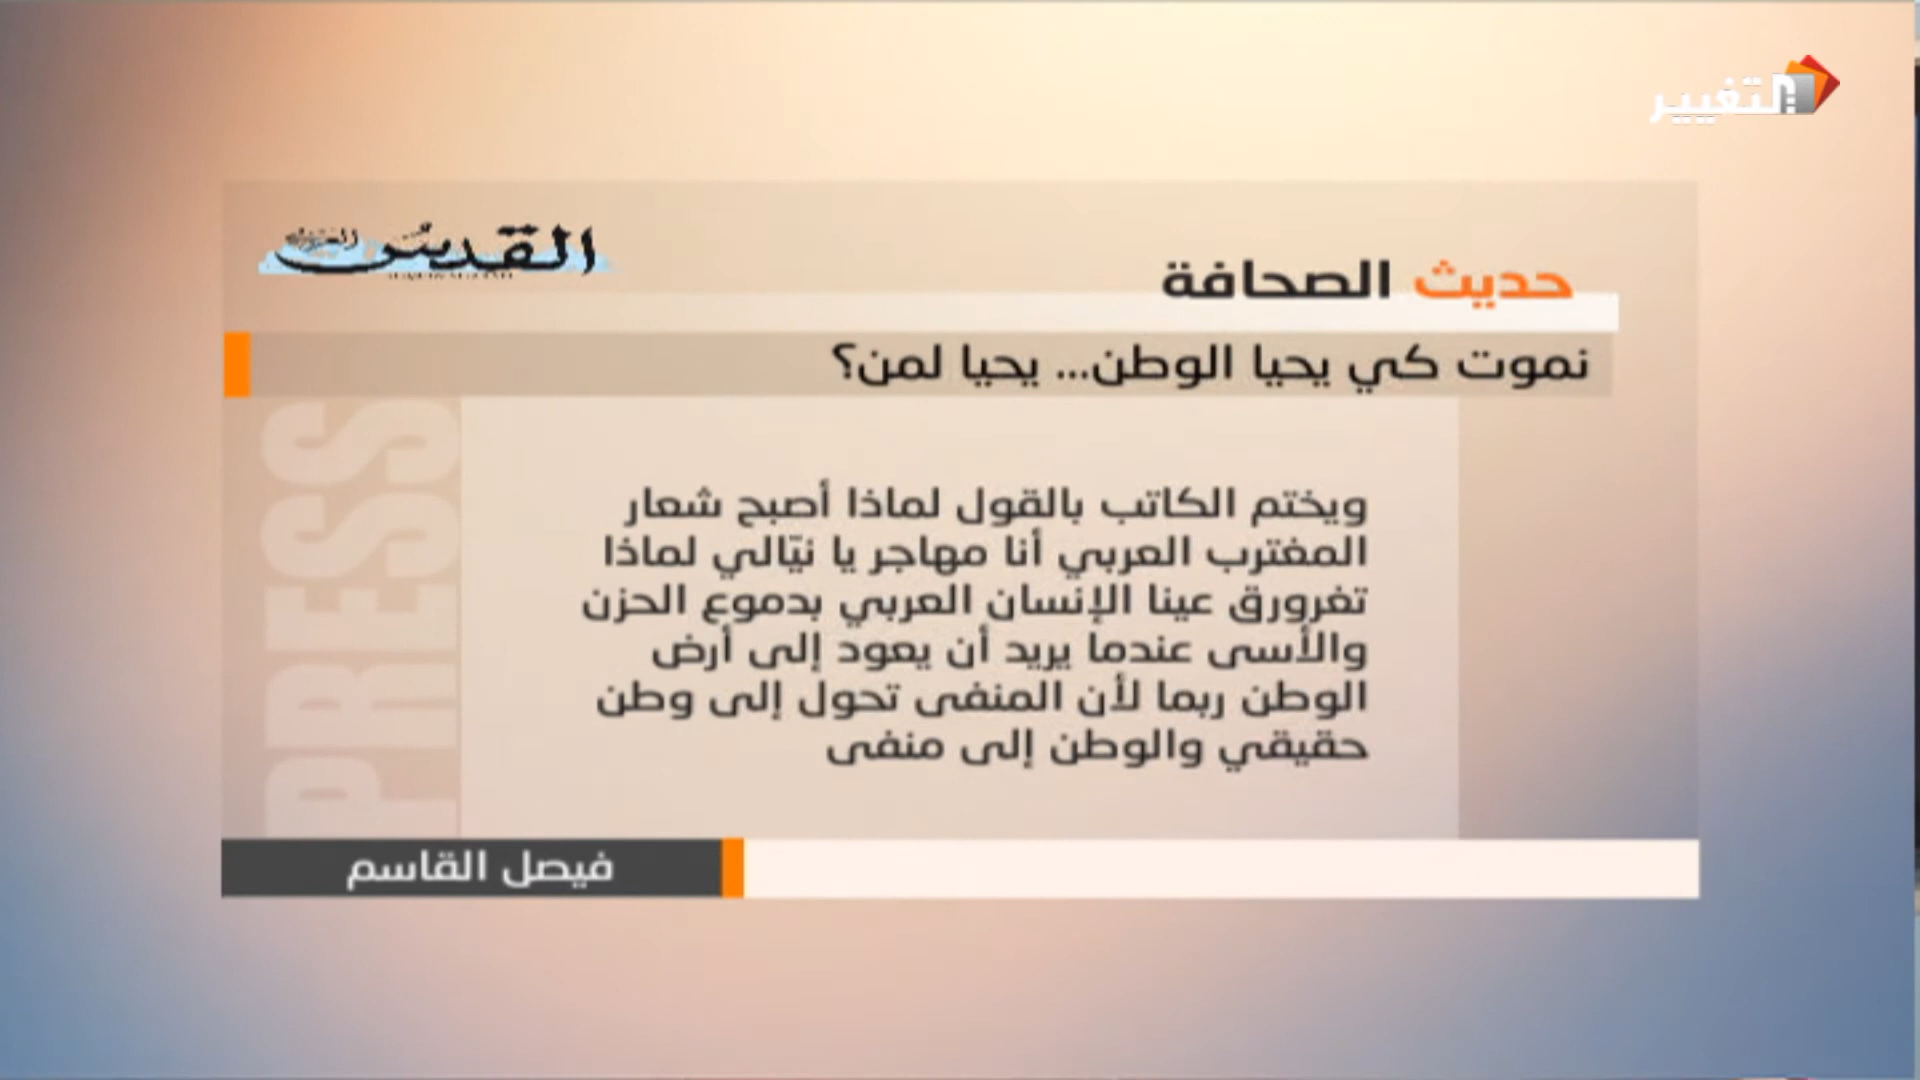 التغيير
القدس العربي
حديث الصحافة
نموت كي يحيا الوطن... يحيا لمن؟
PRESS
ويختم الكاتب بالقول لماذا أصبح شعار
المغترب العربي أنا مهاجر يا نيّالي لماذا
تغرورق عينا الإنسان العربي بدموع الحزن
والأسى عندما يريد أن يعود إلى أرض
الوطن ربما لأن المنفى تحول إلى وطن
حقيقي والوطن إلى منفى
فيصل القاسم